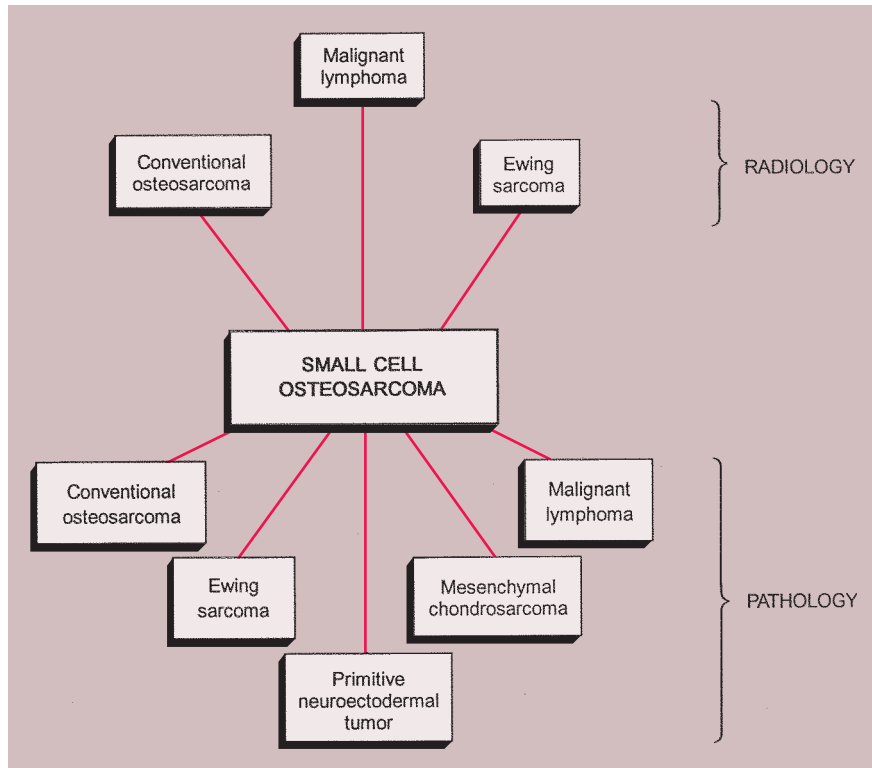 Malignant
lymphoma
Conventional
osteosarcoma
Ewing
sarcoma
RADIOLOGY
SMALL CELL
OSTEOSARCOMA
Conventional
osteosarcoma
Malignant
lymphoma
Ewing
sarcoma
Mesenchymal
chondrosarcoma
PATHOLOGY
Primitive
neuroectodermal
tumor